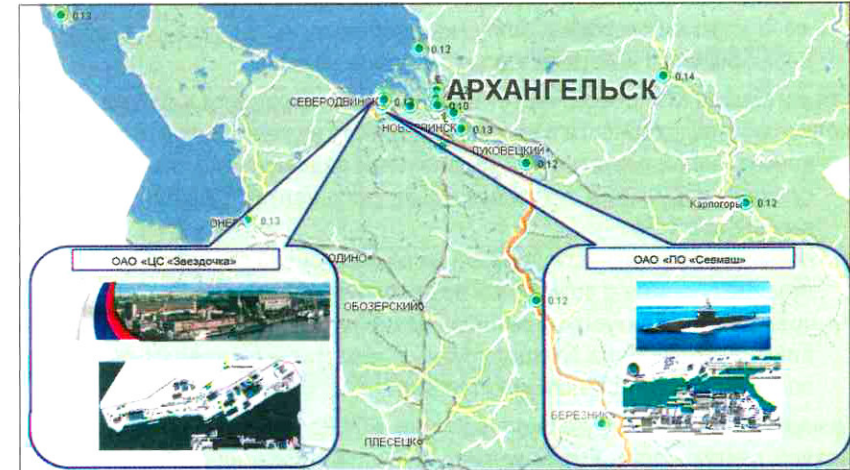 0.13
0.12
0.14
АРХАНГЕЛЬСК
СЕВЕРОДВИНСК
0.10
0.13
ЛУКОВЕЦКИЙ
0.12
Карпогоры
0.12
ОНЕГА
0.13
ОАО «ЦС «Звездочка»
ОАО «ПО «Севмаш»
ОБОЗЕРСКИЙ
0.12
БЕРЕЗНИК
ПЛЕСЕЦК